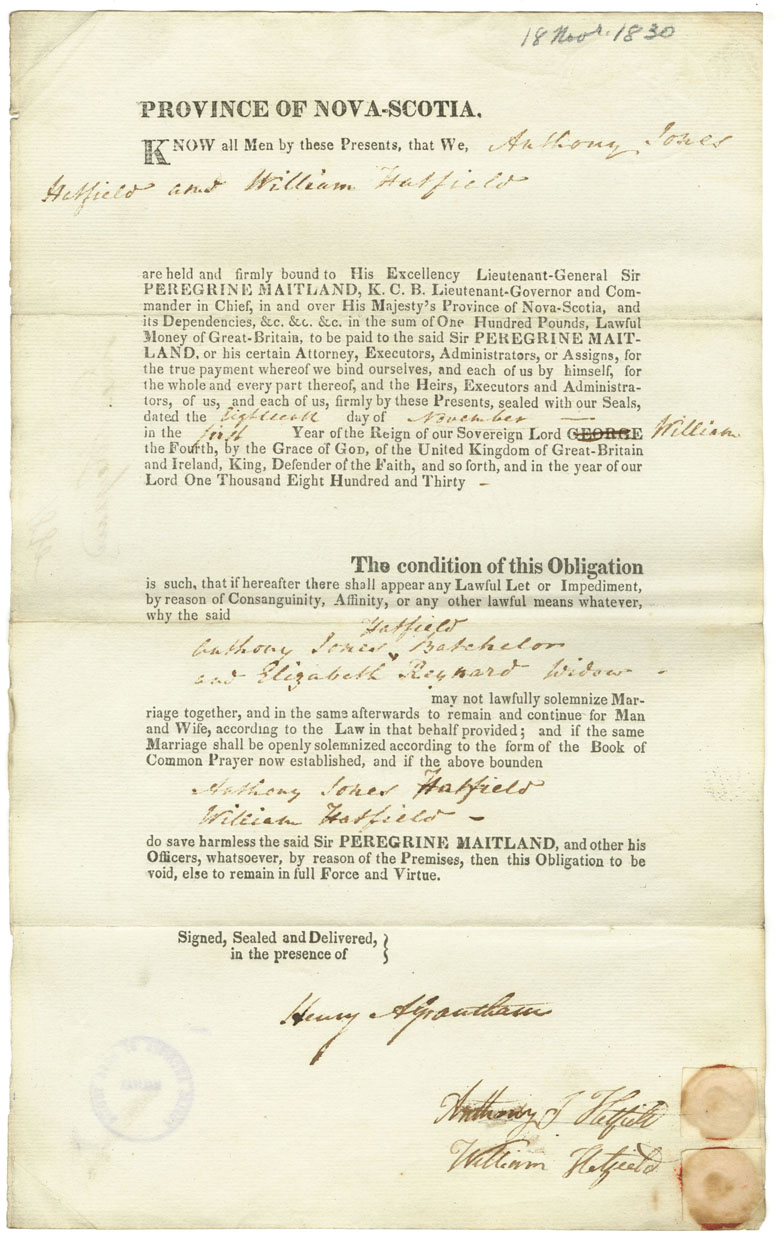 18 Novr. 1830
PROVINCE OF NOVA-SCOTIA.
KNOW all Men by these Presents, that We, Anthony Jones
Hatfield and William Hatfield
are held and firmly bound to His Excellency Lieutenant-General Sir
PEREGRINE MAITLAND, K. C. B. Lieutenant-Governor and Com-
mander in Chief, in and over His Majesty's Province of Nova-Scotia, and
its Dependencies, &c. &c. &c. in the sum of One Hundred Pounds, Lawful
Money of Great-Britain, to be paid to the said Sir PEREGRINE MAIT-
LAND, or his certain Attorney, Executors, Administrators, or Assigns, for
the true payment whereof we bind ourselves, and each of us by himself, for
the whole and every part thereof, and the Heirs, Executors and Administra-
tors, of us, and each of us, firmly by these Presents, sealed with our Seals,
dated the Eighteenth day of November —
in the first Year of the Reign of our Sovereign Lord GEORGE William
the Fourth, by the Grace of GOD, of the United Kingdom of Great-Britain
and Ireland, King, Defender of the Faith, and so forth, and in the year of our
Lord One Thousand Eight Hundred and Thirty –
The condition of this Obligation
is such, that if hereafter there shall appear any Lawful Let or Impediment,
by reason of Consanguinity, Affinity, or any other lawful means whatever,
why the said
Hatfield
Anthony Jones ˬ Batchelor
and Elizabeth Reynard Widow –
may not lawfully solemnize Mar-
riage together, and in the same afterwards to remain and continue for Man
and Wife, according to the Law in that behalf provided; and if the same
Marriage shall be openly solemnized according to the form of the Book of
Common Prayer now established, and if the above bounden
Anthony Jones Hatfield
William Hatfield –
do save harmless the said Sir PEREGRINE MAITLAND, and other his
Officers, whatsoever, by reason of the Premises, then this Obligation to be
void, else to remain in full Force and Virtue.
Signed, Sealed and Delivered, }
in the presence of
Henry A Grantham
Anthony J Hatfield
William Hatfield